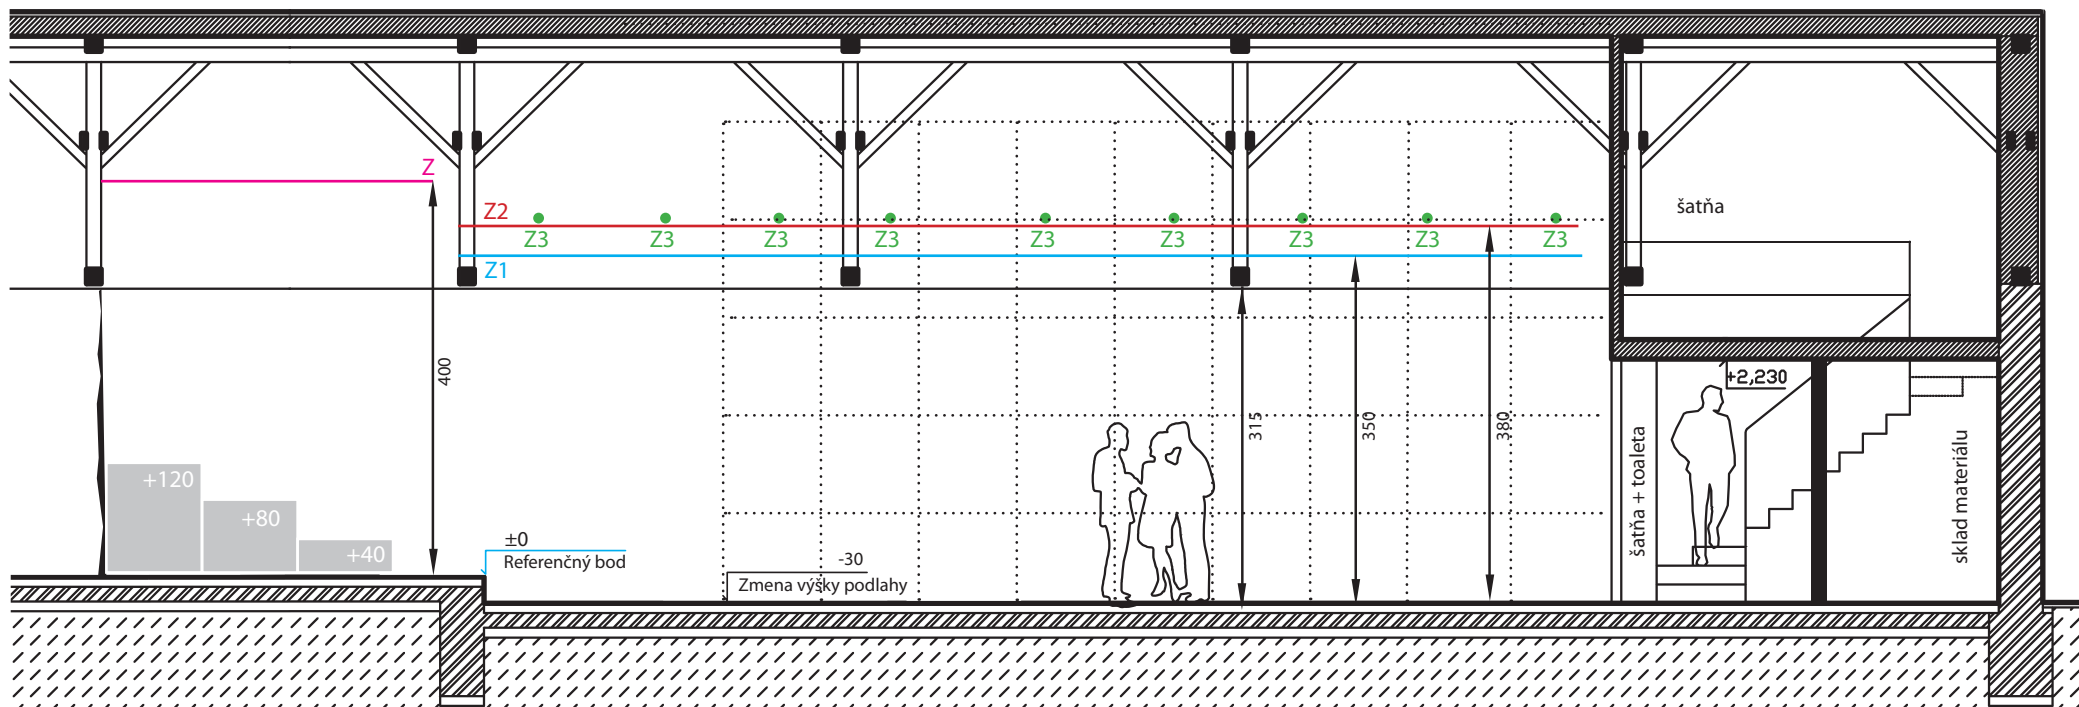 Z
Z2
Z3 Z3 Z3 Z3 Z3 Z3 Z3 Z3 Z3
Z1
šatňa
400
315
350
380
+2,230
+120
+80
+40
±0
Referenčný bod
-30
Zmena výšky podlahy
šatňa + toaleta
sklad materiálu